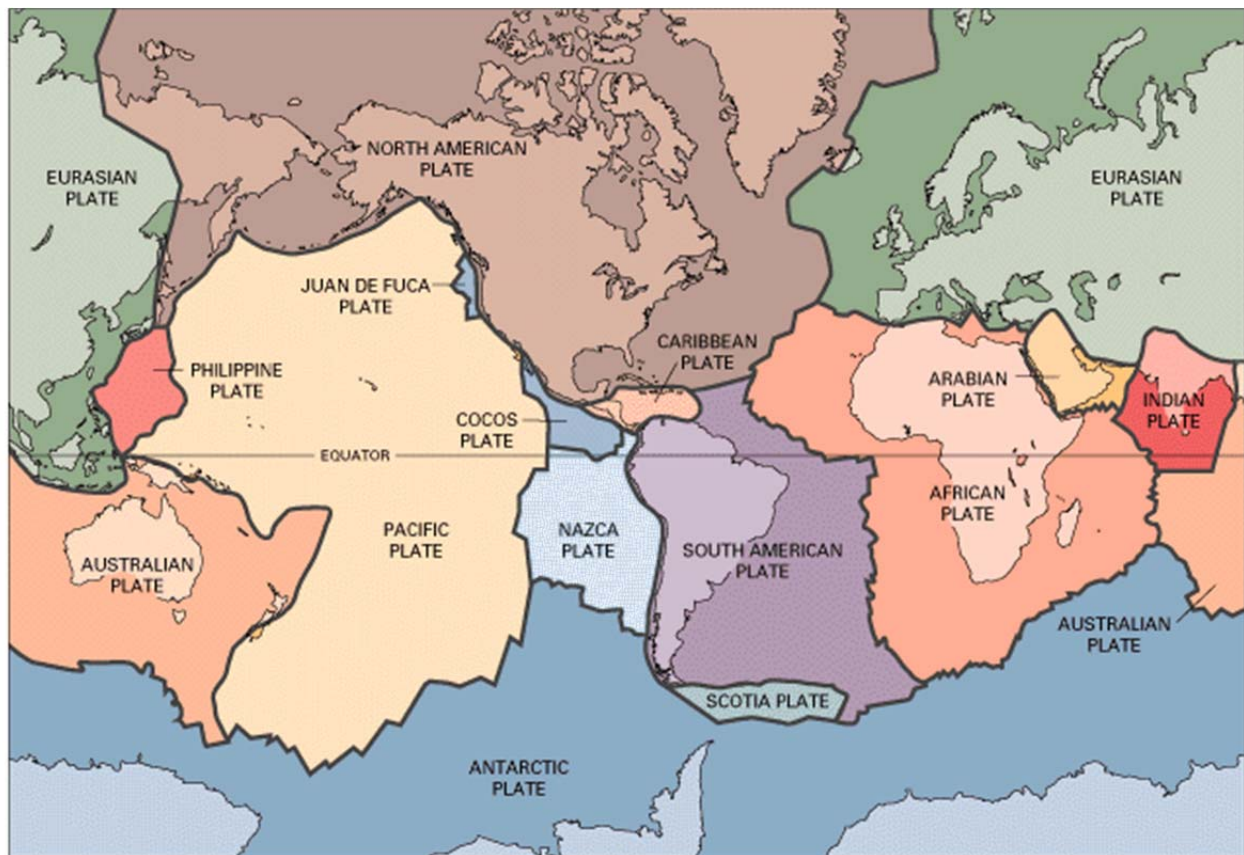 NORTH AMERICAN
PLATE
EURASIAN
PLATE
EURASIAN
PLATE
JUAN DE FUCA
PLATE
CARIBBEAN
PLATE
PHILIPPINE
PLATE
ARABIAN
PLATE
INDIAN
PLATE
COCOS
PLATE
EQUATOR
AFRICAN
PLATE
PACIFIC
PLATE
NAZCA
PLATE
SOUTH AMERICAN
PLATE
AUSTRALIAN
PLATE
AUSTRALIAN
PLATE
SCOTIA PLATE
ANTARCTIC
PLATE